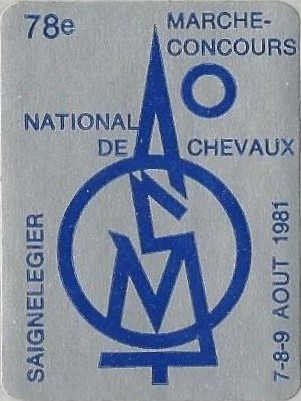 78e
MARCHE-
CONCOURS
NATIONAL
DE CHEVAUX
SAIGNELEGIER
7-8-9 AOUT 1981